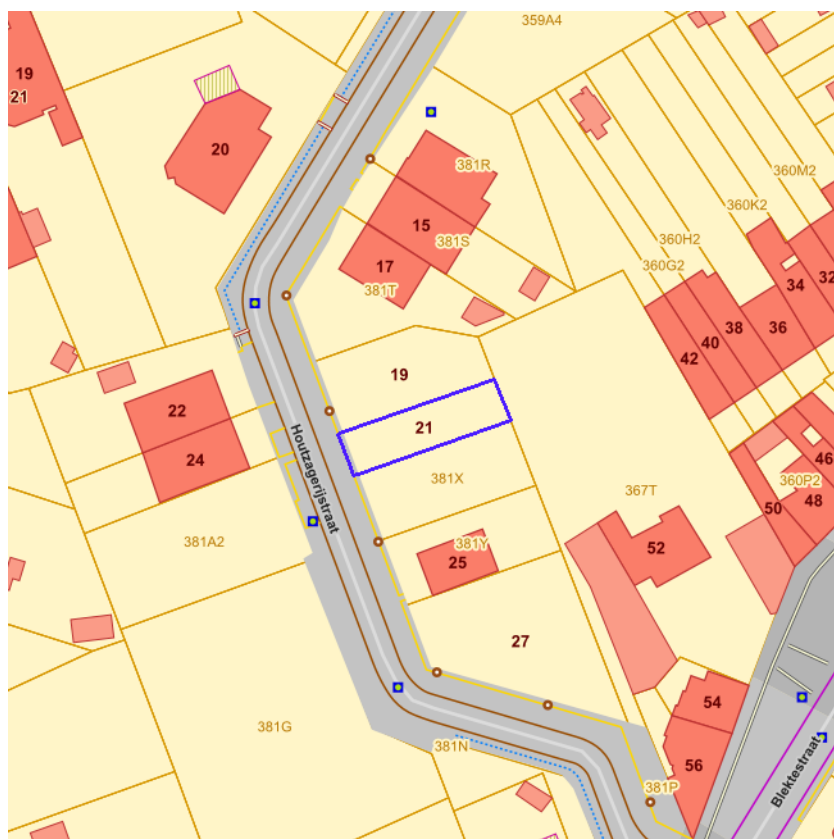 359A4
19
21
20
381R
360M2
15
360K2
381S
360H2
17
360G2
34
32
381T
38
36
40
42
19
22
21
Houtzagerijstraat
24
46
381X
360P2
367T
48
50
381A2
381Y
52
25
27
54
381G
381N
56
Blektestraat
381P